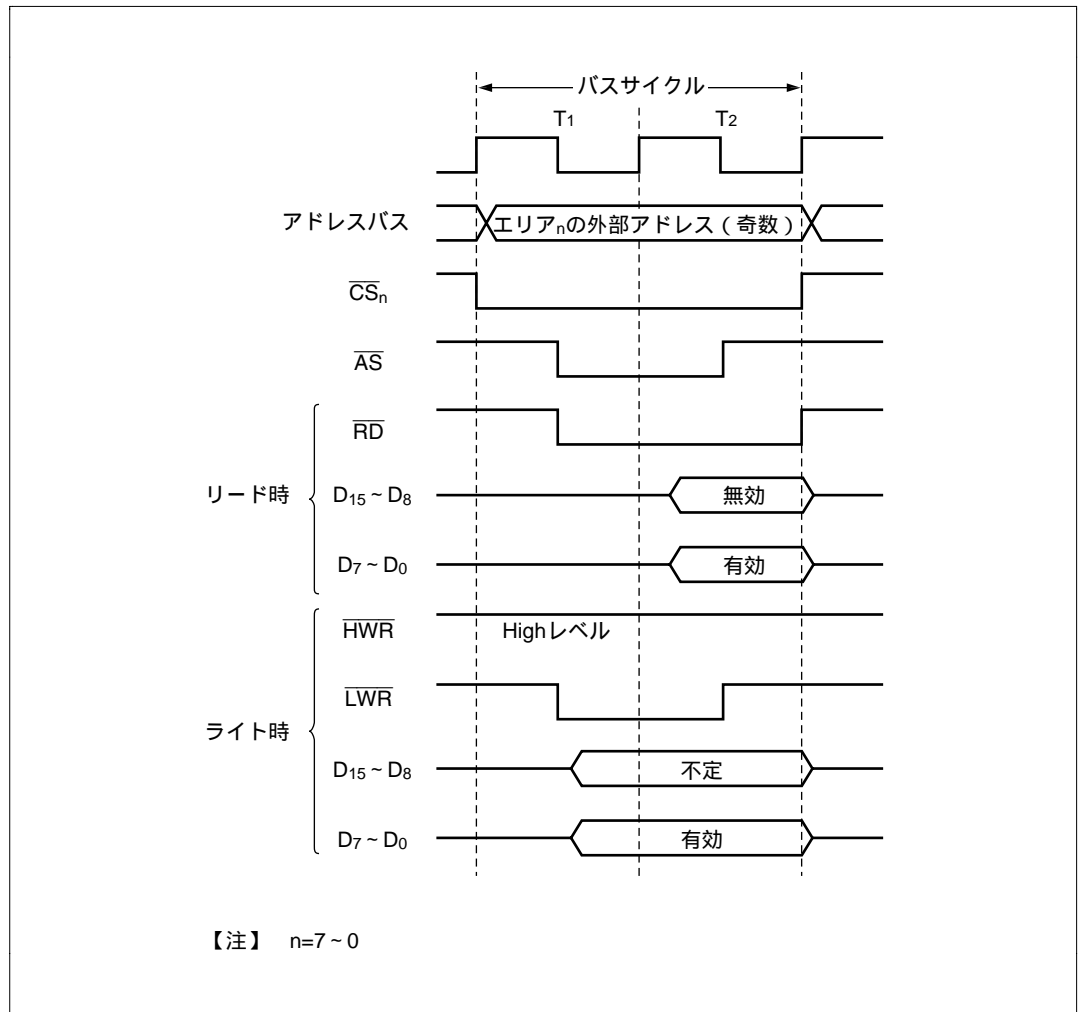 バスサイクル
T1 T2
アドレスバス エリアnの外部アドレス（奇数）
CSn
AS
RD
リード時 D15~D8 無効
D7~D0 有効
HWR Highレベル
LWR
ライト時
D15~D8 不定
D7~D0 有効
【注】 n=7~0